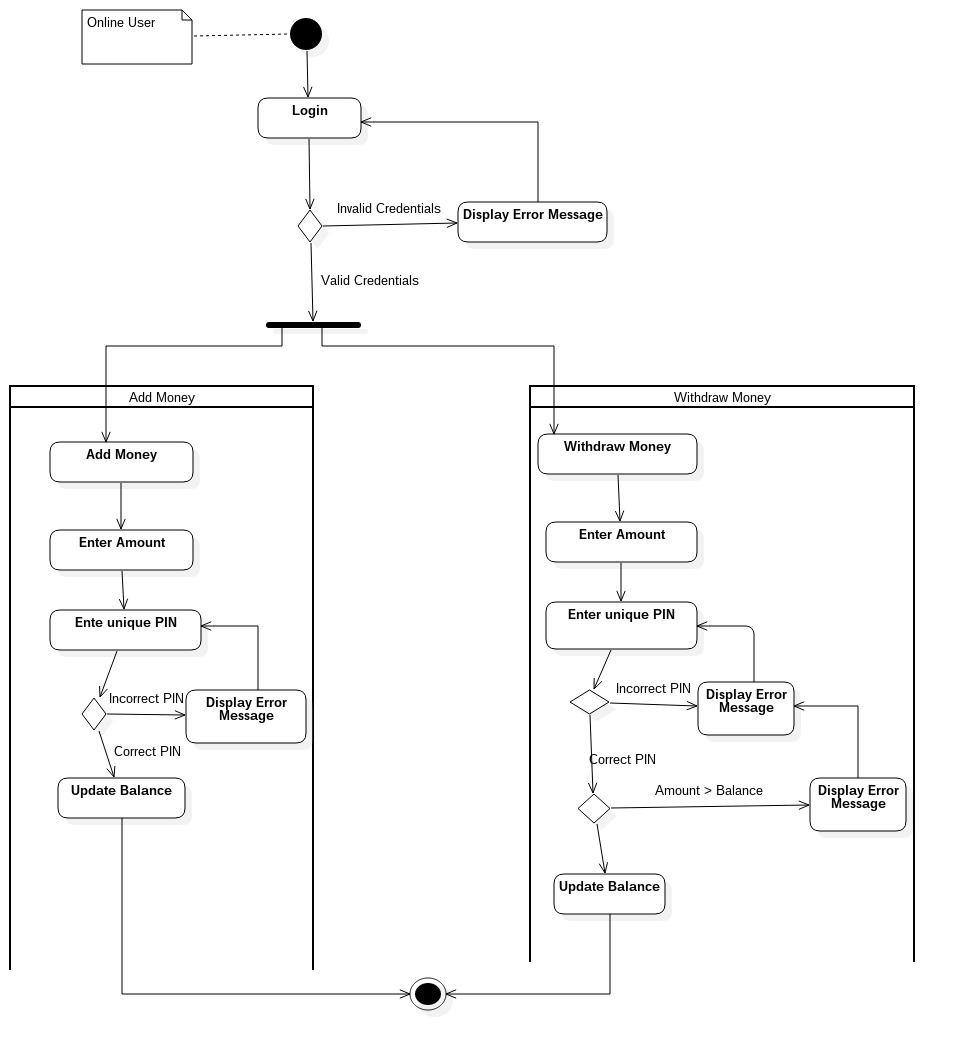 Online User
Login
Invalid Credentials
Display Error Message
Valid Credentials
Add Money
Add Money
Enter Amount
Ente unique PIN
Incorrect PIN
Display Error
Message
Correct PIN
Update Balance
Withdraw Money
Withdraw Money
Enter Amount
Enter unique PIN
Incorrect PIN
Display Error
Message
Correct PIN
Amount > Balance
Display Error
Message
Update Balance